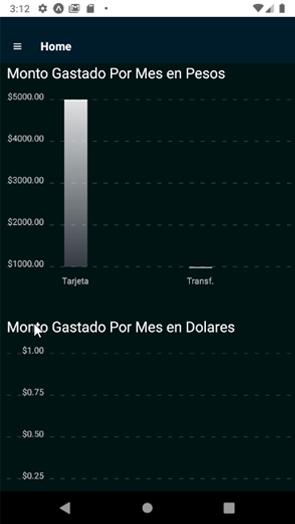 3:12
Home
Monto Gastado Por Mes en Pesos
$5000.00
$4000.00
$3000.00
$2000.00
$1000.00
Tarjeta Transf.
Monto Gastado Por Mes en Dolares
$1.00
$0.75
$0.50
$0.25